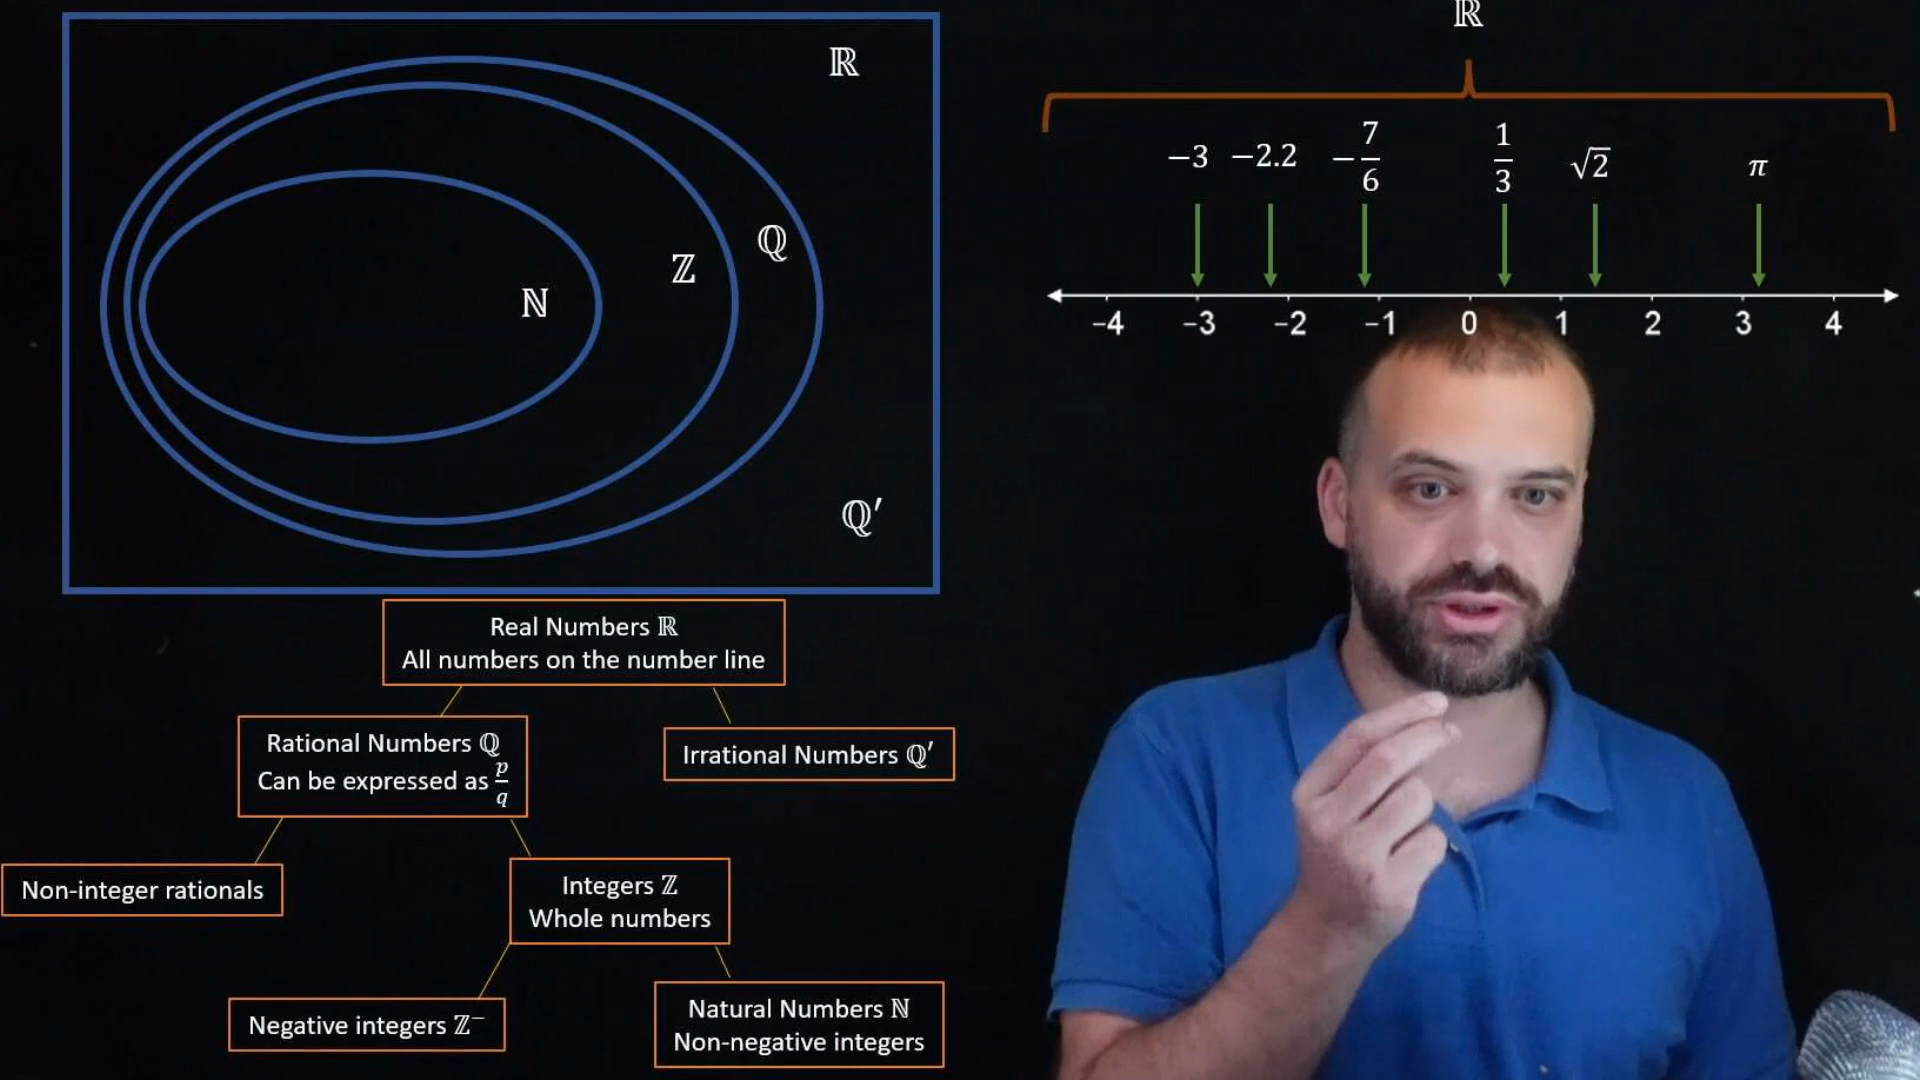 ℝ
ℕ
ℤ
ℚ
ℚ′
ℝ
−3 −2.2 −7/6 1/3 √2 π
−4 −3 −2 −1 0 1 2 3 4
Real Numbers ℝ
All numbers on the number line
Rational Numbers ℚ
Can be expressed as p/q
Irrational Numbers ℚ′
Non-integer rationals
Integers ℤ
Whole numbers
Negative integers ℤ⁻
Natural Numbers ℕ
Non-negative integers